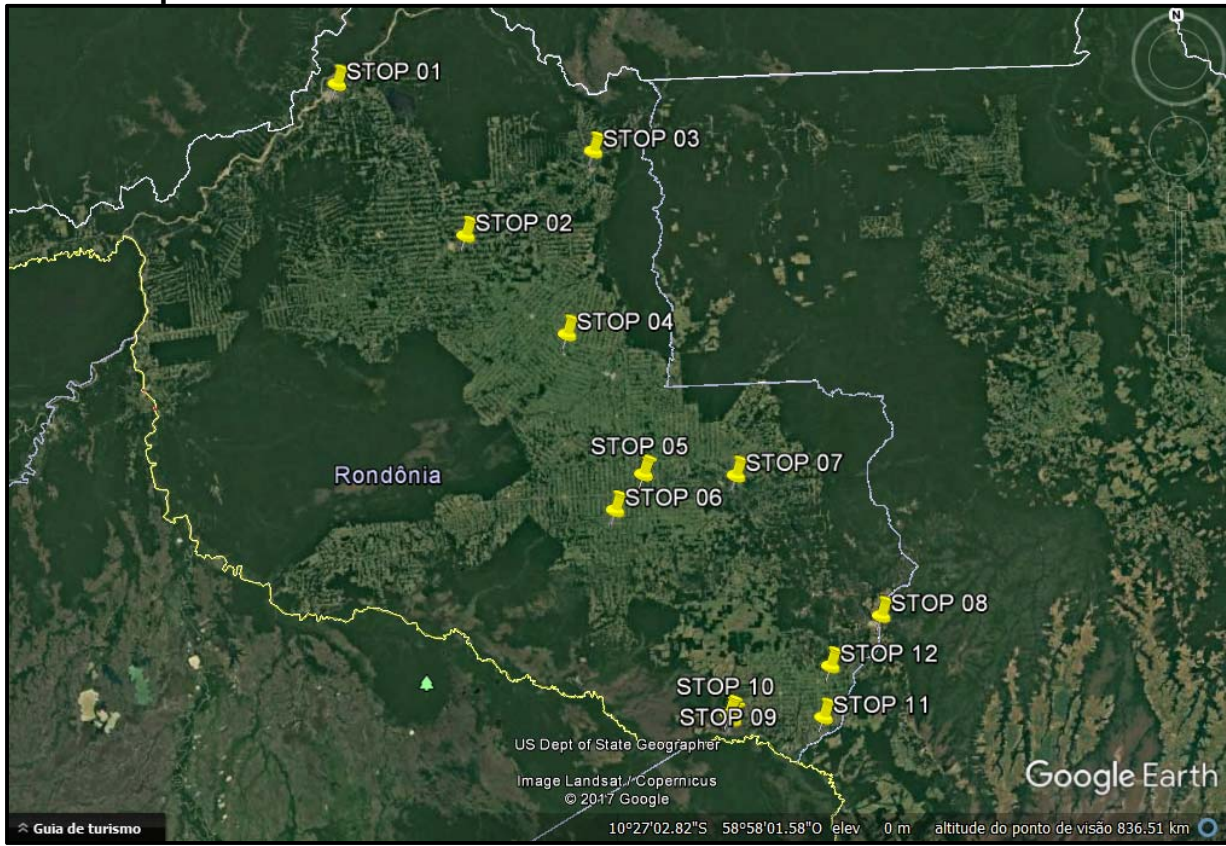 N
STOP 01
STOP 03
STOP 02
STOP 04
STOP 05
STOP 07
Rondônia
STOP 06
STOP 08
STOP 12
STOP 10
STOP 11
STOP 09
US Dept of State Geographer
Image Landsat / Copernicus
© 2017 Google
Google Earth
Guia de turismo
10°27'02.82"S 58°58'01.58"O elev 0 m altitude do ponto de visão 836.51 km